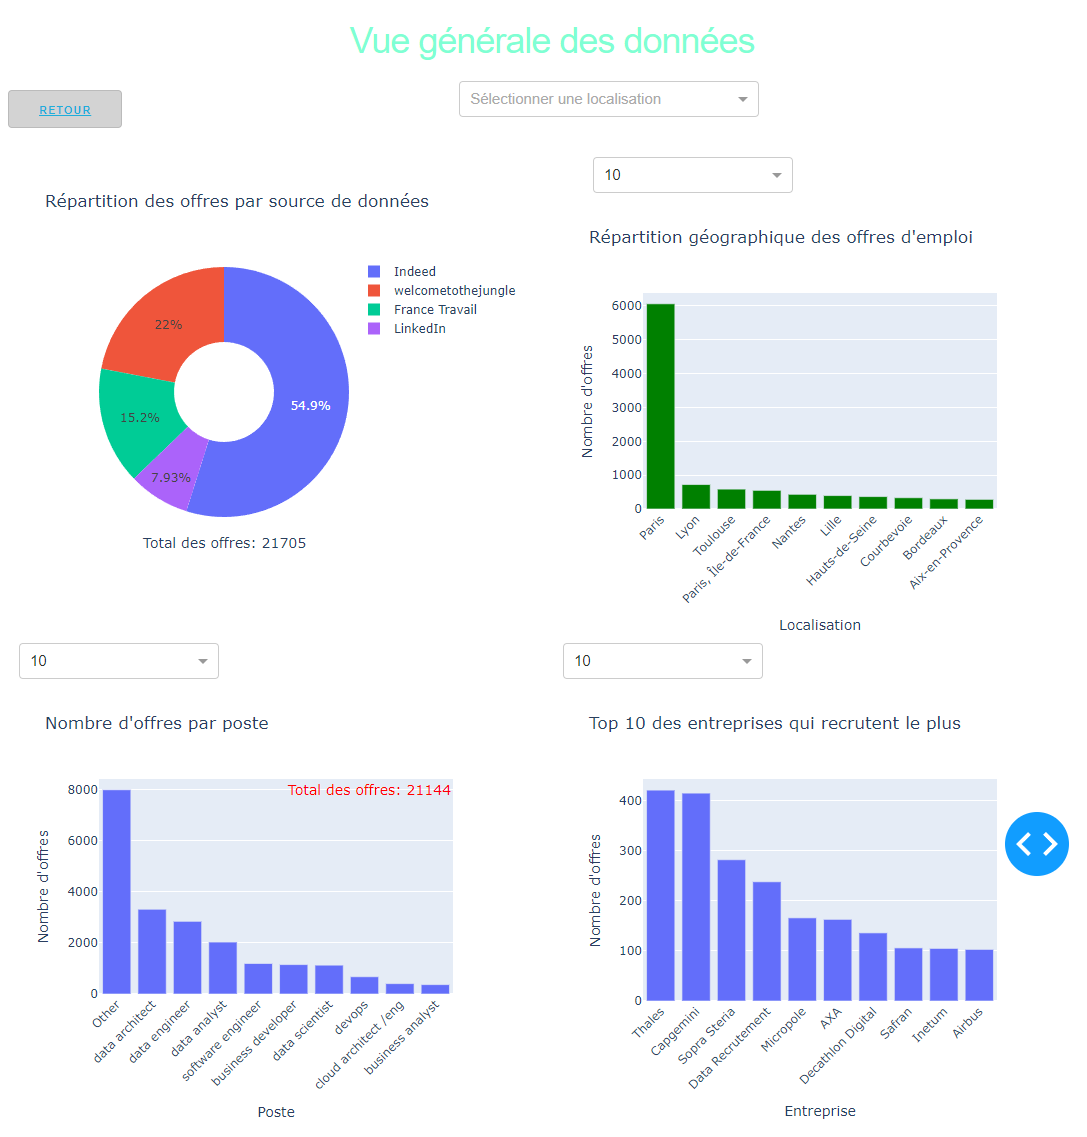 Vue générale des données
RETOUR
Sélectionner une localisation
Répartition des offres par source de données
Indeed
welcometothejungle
France Travail
LinkedIn
22%
54.9%
15.2%
7.93%
Total des offres: 21705
10
Répartition géographique des offres d'emploi
Nombre d'offres
6000
5000
4000
3000
2000
1000
0
Paris
Lyon
Toulouse
Paris, Île-de-France
Nantes
Lille
Hauts-de-Seine
Courbevoie
Bordeaux
Aix-en-Provence
Localisation
10
Nombre d'offres par poste
Total des offres: 21144
Nombre d'offres
8000
6000
4000
2000
0
Other
data architect
data engineer
data analyst
software engineer
business developer
data scientist
devops
cloud architect /eng
business analyst
Poste
10
Top 10 des entreprises qui recrutent le plus
Nombre d'offres
400
300
200
100
0
Thales
Capgemini
Sopra Steria
Data Recrutement
Micropole
AXA
Decathlon Digital
Safran
Inetum
Airbus
Entreprise